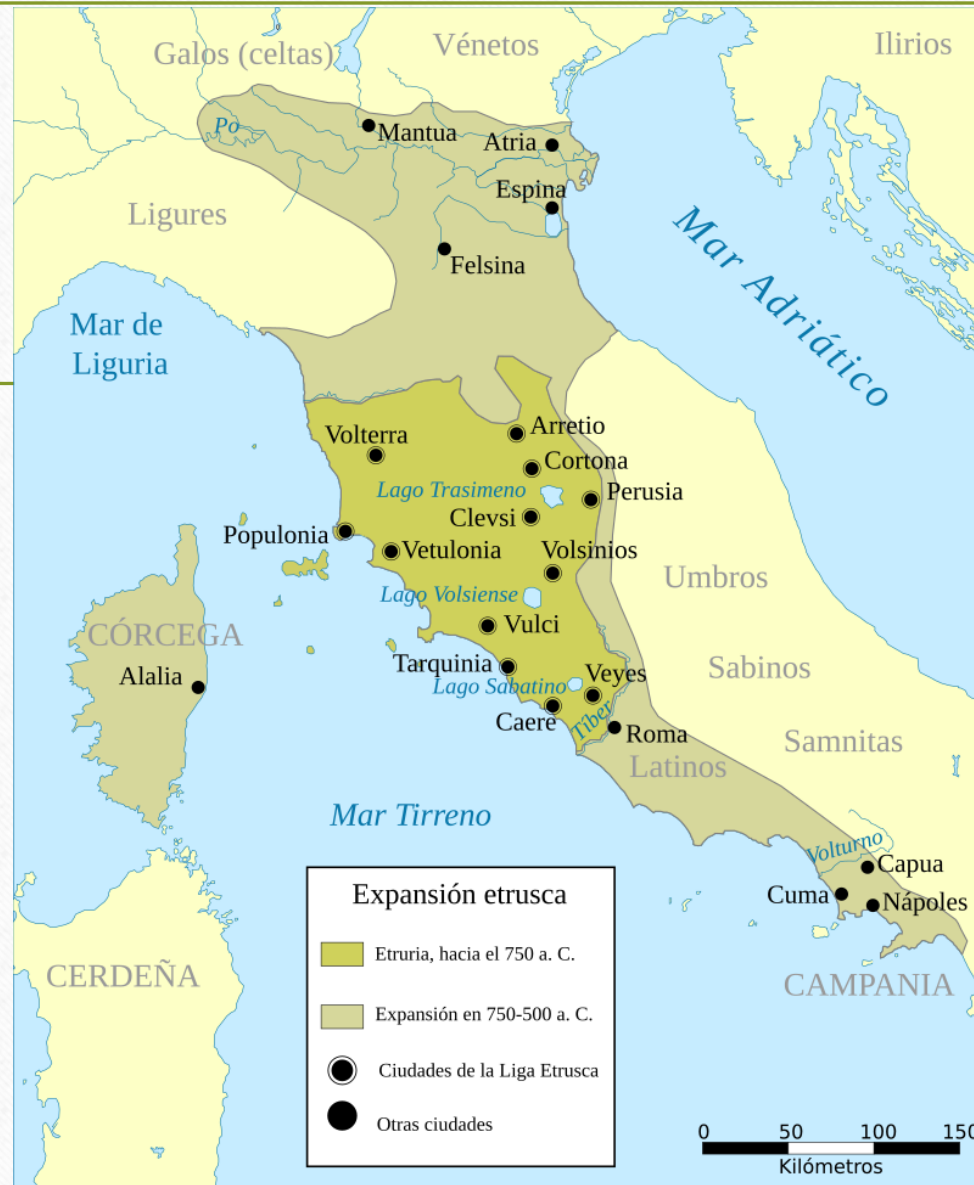 Galos (celtas)
Vénetos
Ilirios
Po
Mantua
Atria
Espina
Ligures
Felsina
Mar Adriático
Mar de
Liguria
Volterra
Arretio
Cortona
Lago Trasimeno
Perusia
Clevsi
Populonia
Vetulonia
Volsinios
Umbros
Lago Volsiense
CÓRCEGA
Vulci
Alalia
Tarquinia
Sabinos
Lago Sabatino
Veyes
Caere
Tíber
Roma
Samnitas
Latinos
Mar Tirreno
Volturno
Capua
Cuma
Nápoles
CERDEÑA
CAMPANIA
Expansión etrusca
Etruria, hacia el 750 a. C.
Expansión en 750-500 a. C.
Ciudades de la Liga Etrusca
Otras ciudades
0 50 100 150
Kilómetros